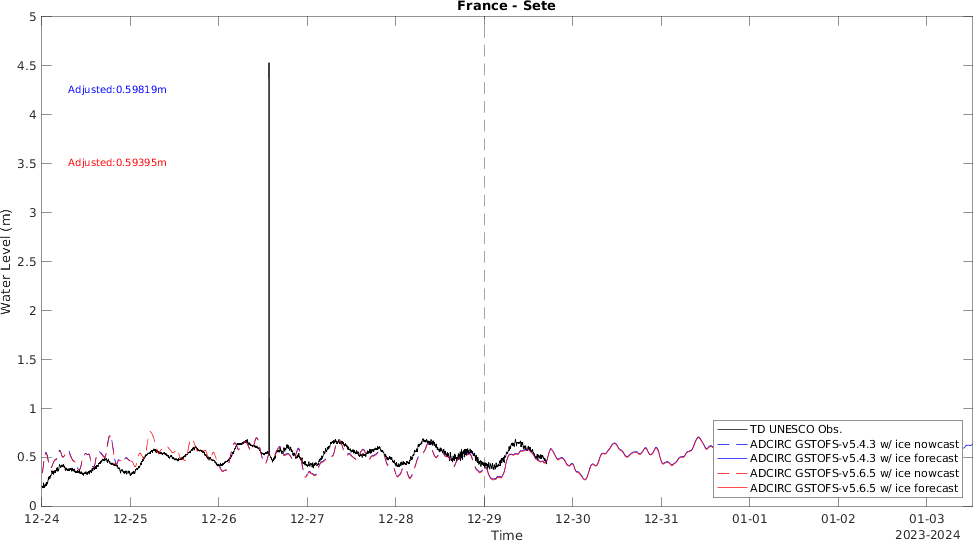 France - Sete
5
4.5
4
3.5
3
2.5
2
1.5
1
0.5
0
Water Level (m)
Adjusted:0.59819m
Adjusted:0.59395m
TD UNESCO Obs.
ADCIRC GSTOFS-v5.4.3 w/ ice nowcast
ADCIRC GSTOFS-v5.4.3 w/ ice forecast
ADCIRC GSTOFS-v5.6.5 w/ ice nowcast
ADCIRC GSTOFS-v5.6.5 w/ ice forecast
12-24 12-25 12-26 12-27 12-28 12-29 12-30 12-31 01-01 01-02 01-03
Time
2023-2024